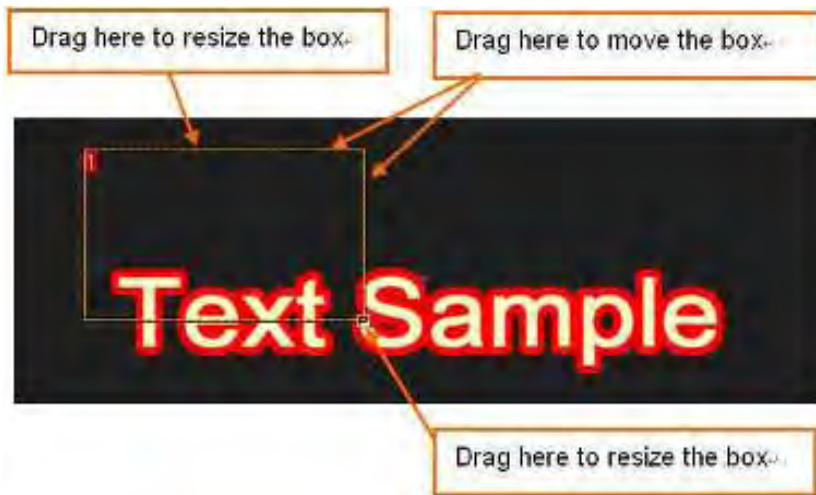 Drag here to resize the box
Drag here to move the box
1
Text Sample
Drag here to resize the box